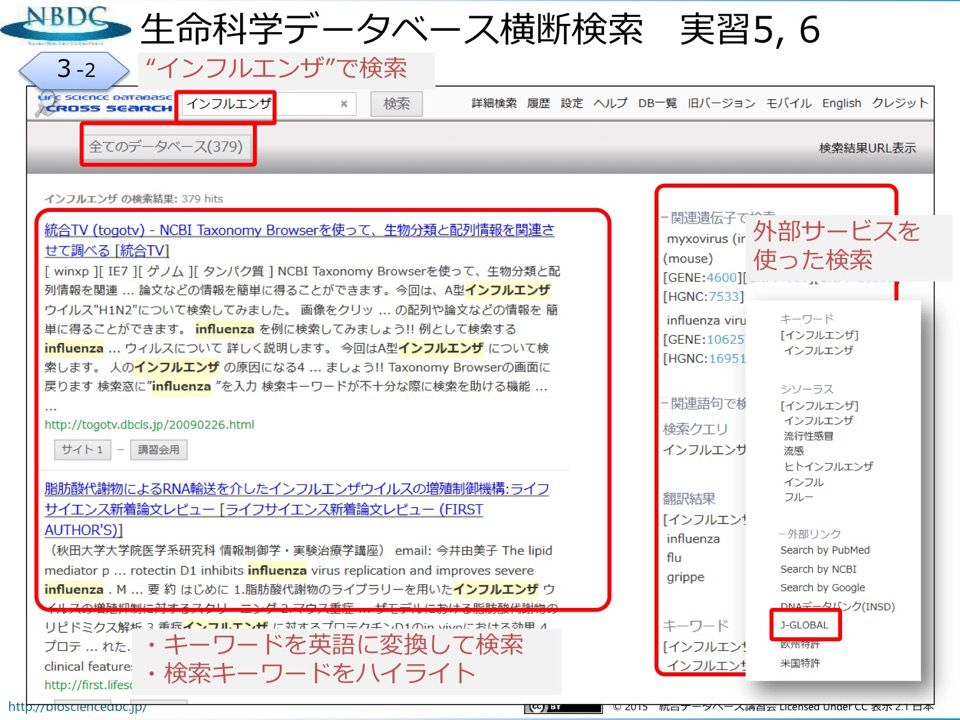 NBDC
生命科学データベース横断検索　実習5, 6
3-2
“インフルエンザ”で検索
LIFE SCIENCE DATABASE
CROSS SEARCH
インフルエンザ × 検索 詳細検索 履歴 設定 ヘルプ DB一覧 旧バージョン モバイル English クレジット
全てのデータベース(379)
検索結果URL表示
インフルエンザ の検索結果: 379 hits
統合TV (togotv) - NCBI Taxonomy Browserを使って、生物分類と配列情報を関連さ
せて調べる [統合TV]
[ winxp ][ IE7 ][ ゲノム ][ タンパク質 ] NCBI Taxonomy Browserを使って、生物分類と配
列情報を関連 ... 論文などの情報を簡単に得ることができます。今回は、A型インフルエンザ
ウイルス"H1N2"について検索してみました。 画像をクリッ ... の配列や論文などの情報を 簡
単に得ることができます。 influenza を例に検索してみましょう!! 例として検索する
influenza ... ウィルスについて 詳しく説明します。 今回はA型インフルエンザ について検
索します。 人のインフルエンザ の原因になる4 ... ましょう!! Taxonomy Browserの画面に
戻ります 検索窓に”influenza ”を入力 検索キーワードが不十分な際に検索を助ける機能 ...
...
http://togotv.dbcls.jp/20090226.html
サイト 1 − 講習会用
脂肪酸代謝物によるRNA輸送を介したインフルエンザウイルスの増殖制御機構:ライフ
サイエンス新着論文レビュー [ライフサイエンス新着論文レビュー (FIRST
AUTHOR'S)]
（秋田大学大学院医学系研究科 情報制御学・実験治療学講座） email: 今井由美子 The lipid
mediator p ... rotectin D1 inhibits influenza virus replication and improves severe
influenza . M ... 要 約 はじめに 1.脂肪酸代謝物のライブラリーを用いたインフルエンザ ウ
イルスの増殖抑制に対するスクリーニング 2.マウス重症 ... ザモデルにおける脂肪酸代謝物の
リピドミクス解析 3.重症インフルエンザ に対するプロテクチンD1のin vivoにおける効果 4.
プロテ ... れた.
clinical features
http://first.lifesc
・キーワードを英語に変換して検索
・検索キーワードをハイライト
−関連遺伝子で検索
myxovirus (in
(mouse)
[GENE:4600]
[HGNC:7533]
influenza viru
[GENE:10625]
[HGNC:16951]
−関連語句で検
検索クエリ
インフルエンザ
翻訳結果
[インフルエンザ
influenza
flu
grippe
キーワード
[インフルエンザ
インフルエンザ
外部サービスを
使った検索
キーワード
[インフルエンザ]
インフルエンザ
シソーラス
[インフルエンザ]
インフルエンザ
流行性感冒
流感
ヒトインフルエンザ
インフル
フルー
−外部リンク
Search by PubMed
Search by NCBI
Search by Google
DNAデータバンク(INSD)
J-GLOBAL
欧州特許
米国特許
http://biosciencedbc.jp/
cc BY
© 2015　統合データベース講習会 Licensed Under CC 表示 2.1 日本